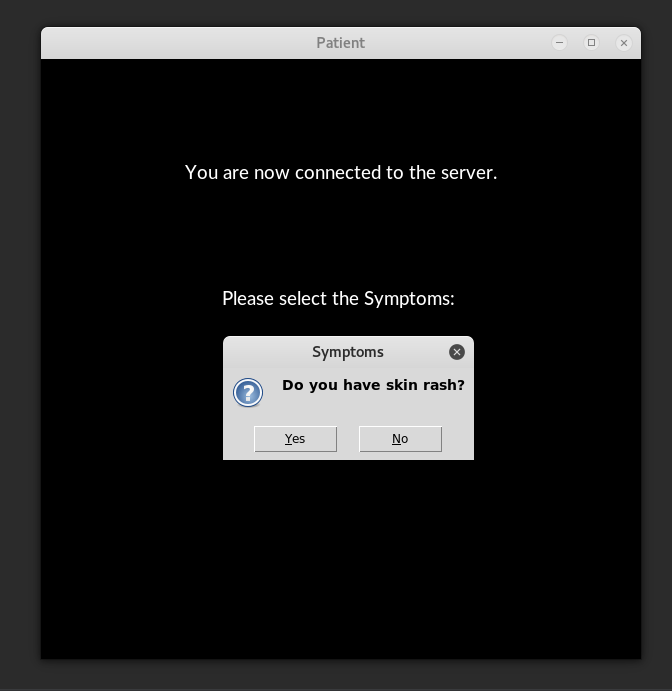 Patient
You are now connected to the server.
Please select the Symptoms:
Symptoms
Do you have skin rash?
Yes
No